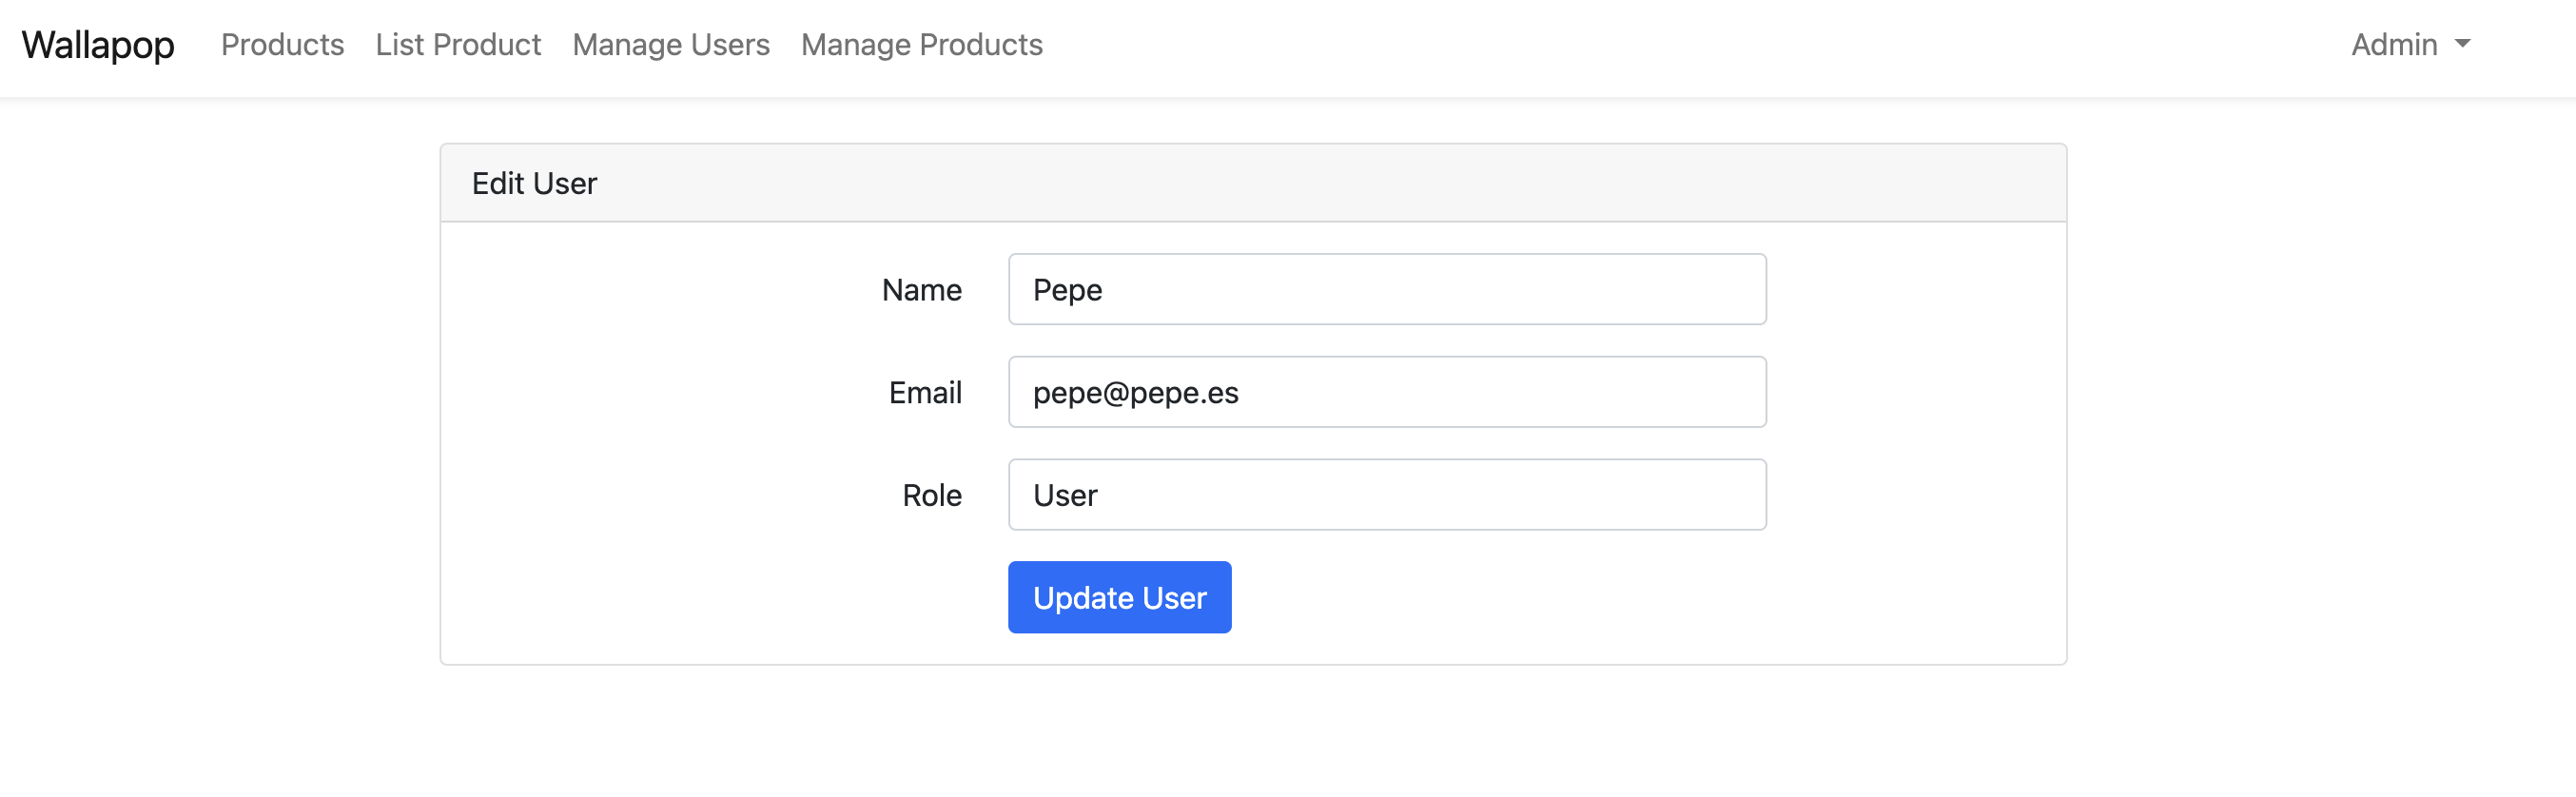 Wallapop Products List Product Manage Users Manage Products Admin
Edit User
Name Pepe
Email pepe@pepe.es
Role User
Update User